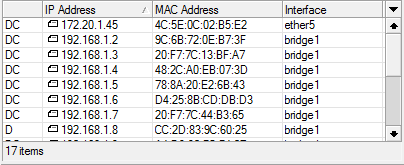 IP Address MAC Address Interface
DC 172.20.1.45 4C:5E:0C:02:B5:E2 ether5
DC 192.168.1.2 9C:6B:72:0E:B7:3F bridge1
DC 192.168.1.3 20:F7:7C:13:BF:A7 bridge1
DC 192.168.1.4 48:2C:A0:EB:07:3D bridge1
DC 192.168.1.5 78:8A:20:E2:6B:43 bridge1
DC 192.168.1.6 D4:25:8B:CD:DB:D3 bridge1
DC 192.168.1.7 20:F7:7C:44:B3:65 bridge1
D 192.168.1.8 CC:2D:83:9C:60:25 bridge1
17 items